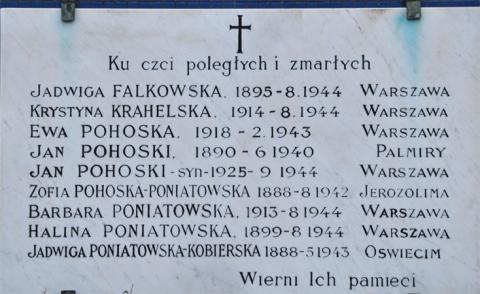 Ku czci poległych i zmarłych
JADWIGA FALKOWSKA. 1895-8.1944 WARSZAWA
KRYSTYNA KRAHELSKA. 1914-8.1944 WARSZAWA
EWA POHOSKA. 1918-2.1943 WARSZAWA
JAN POHOSKI. 1890-6 1940 PALMIRY
JAN POHOSKI-SYN-1925-9 1944 WARSZAWA
ZOFIA POHOSKA-PONIATOWSKA 1888-8 1942 JEROZOLIMA
BARBARA PONIATOWSKA, 1913-8 1944 WARSZAWA
HALINA PONIATOWSKA, 1899-8 1944 WARSZAWA
JADWIGA PONIATOWSKA-KOBIERSKA 1888-5 1943 OSWIECIM
Wierni Ich pamieci